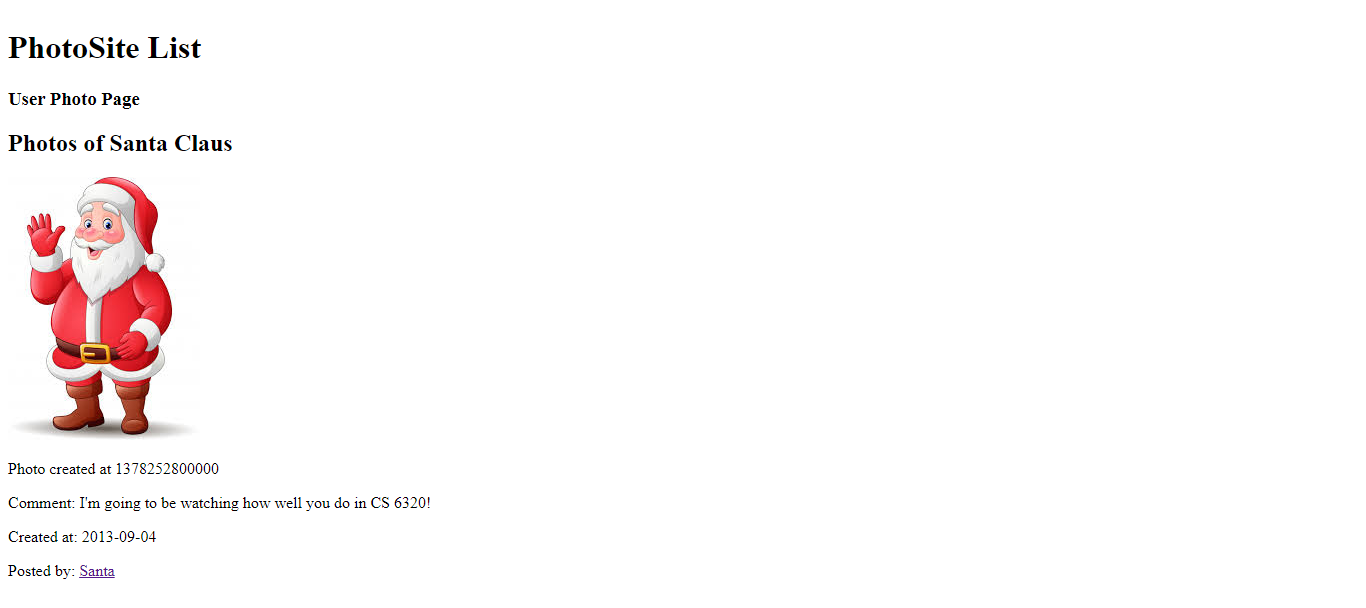 PhotoSite List
User Photo Page
Photos of Santa Claus
Photo created at 1378252800000
Comment: I'm going to be watching how well you do in CS 6320!
Created at: 2013-09-04
Posted by: Santa